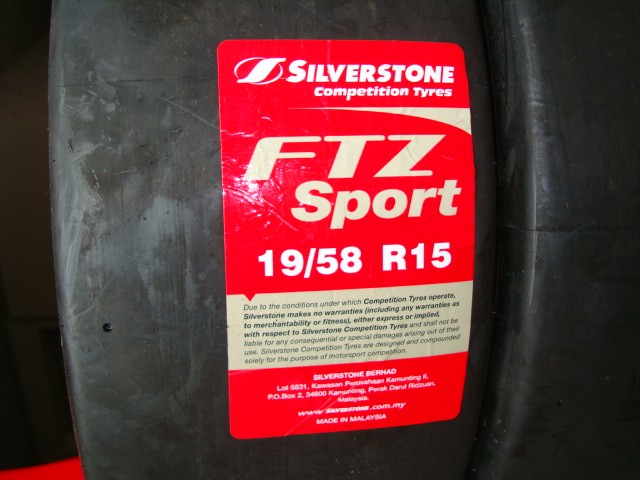 SILVERSTONE
Competition Tyres
FTZ
Sport
19/58 R15
Due to the conditions under which Competition Tyres operate,
Silverstone makes no warranties (including any warranties as
to merchantability or fitness), either express or implied,
with respect to Silverstone Competition Tyres and shall not be
liable for any consequential or special damages arising out of their
use. Silverstone Competition Tyres are designed and compounded
solely for the purpose of motorsport competition.
SILVERSTONE BERHAD
Lot 5831, Kawasan Perusahaan Kamunting II,
P.O.Box 2, 34600 Kamunting, Perak Darul Ridzuan,
Malaysia.
www.SILVERSTONE.com.my
MADE IN MALAYSIA